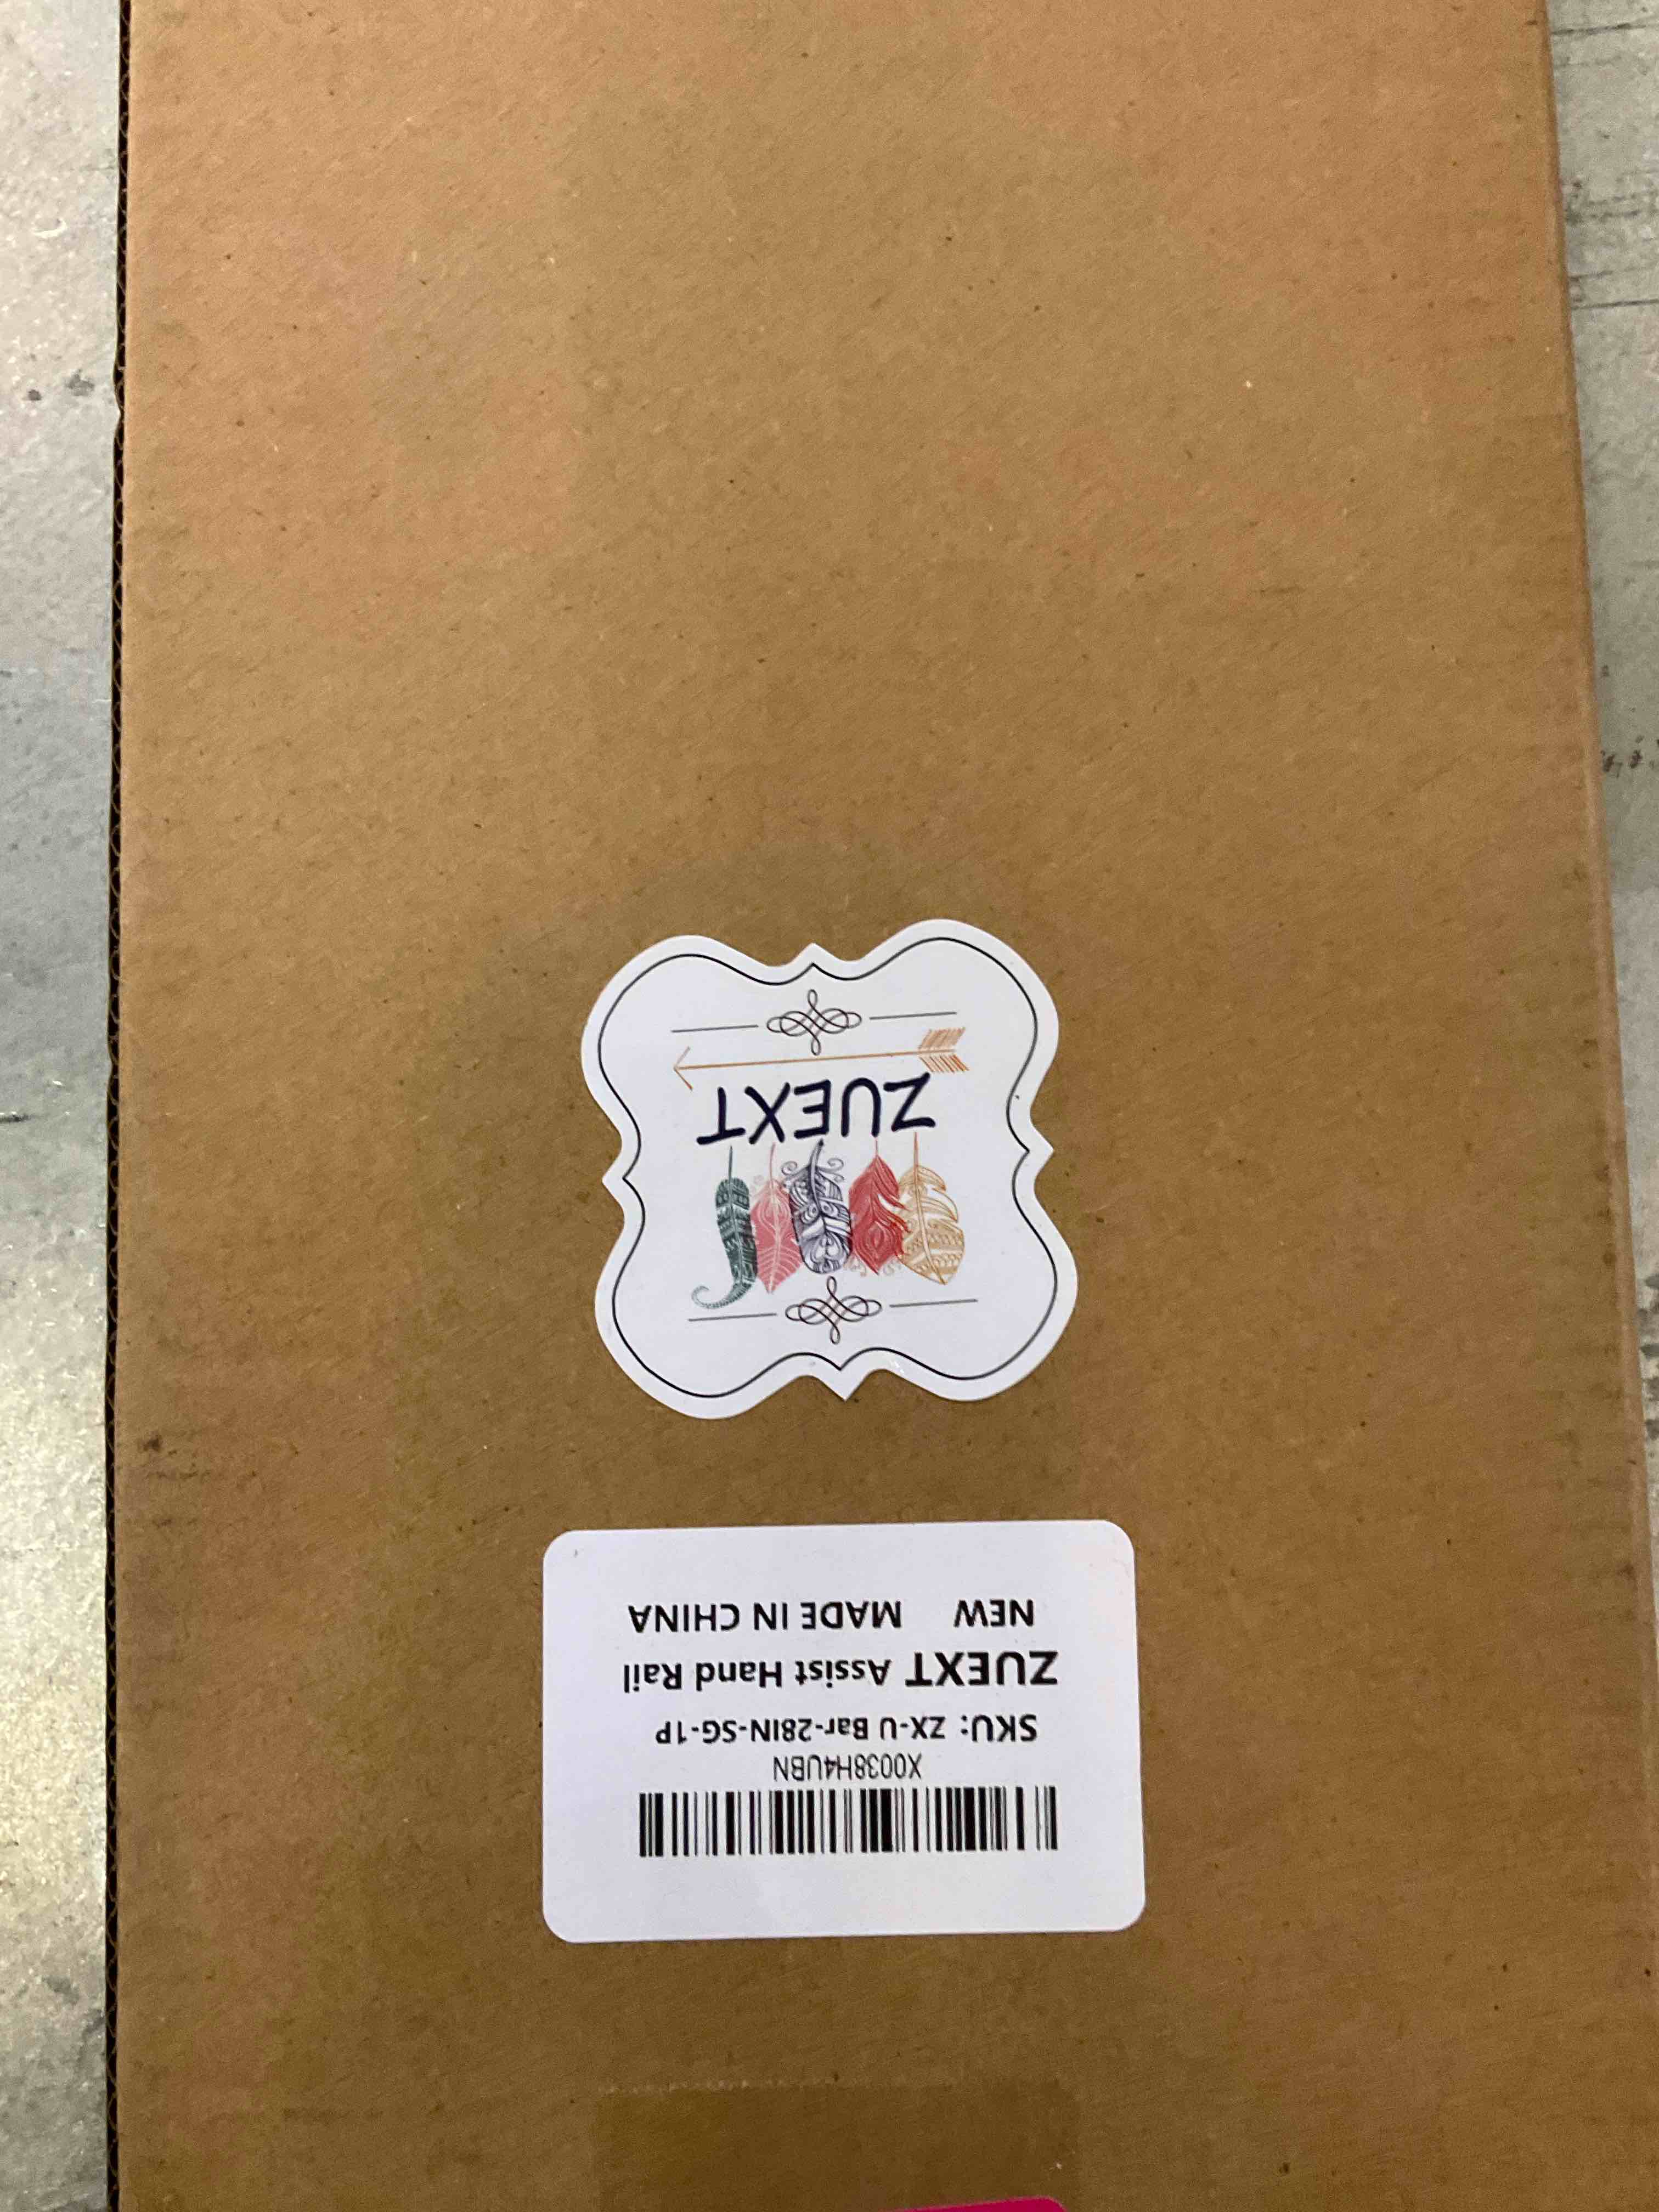 ZUEXT
X0038H4UBN
SKU: ZX-U Bar-28IN-SG-1P
ZUEXT Assist Hand Rail
NEW MADE IN CHINA